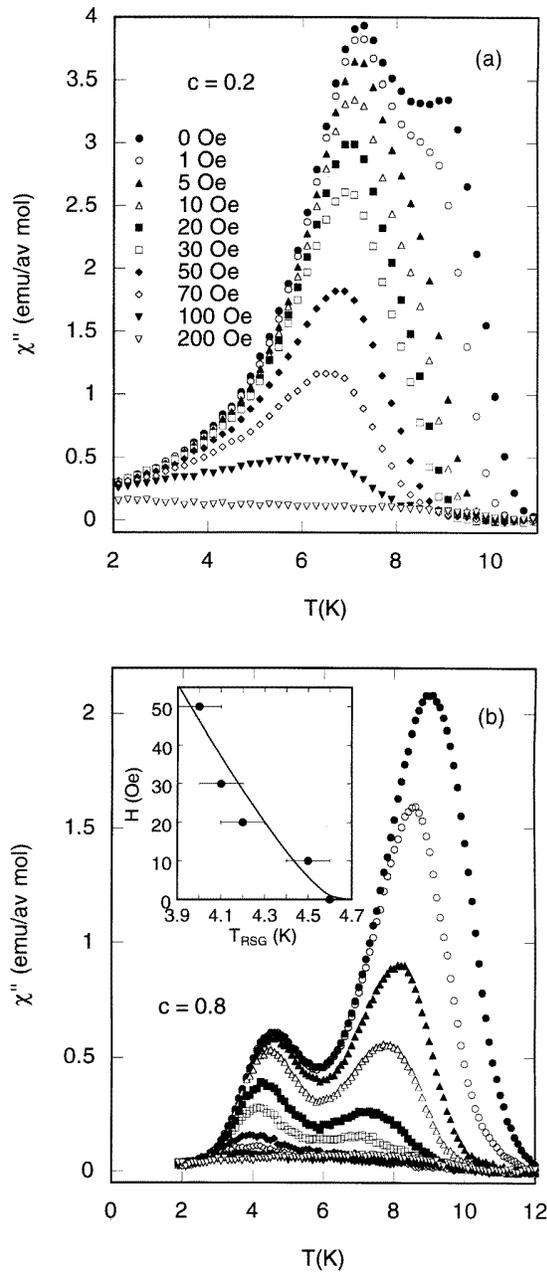 4
3.5
3
2.5
2
1.5
1
0.5
0
χ'' (emu/av mol)
(a)
c = 0.2
0 Oe
1 Oe
5 Oe
10 Oe
20 Oe
30 Oe
50 Oe
70 Oe
100 Oe
200 Oe
2 4 6 8 10
T(K)
2
1.5
1
0.5
0
χ'' (emu/av mol)
(b)
50
40
30
20
10
0
H (Oe)
3.9 4.1 4.3 4.5 4.7
T_RSG (K)
c = 0.8
0 2 4 6 8 10 12
T(K)